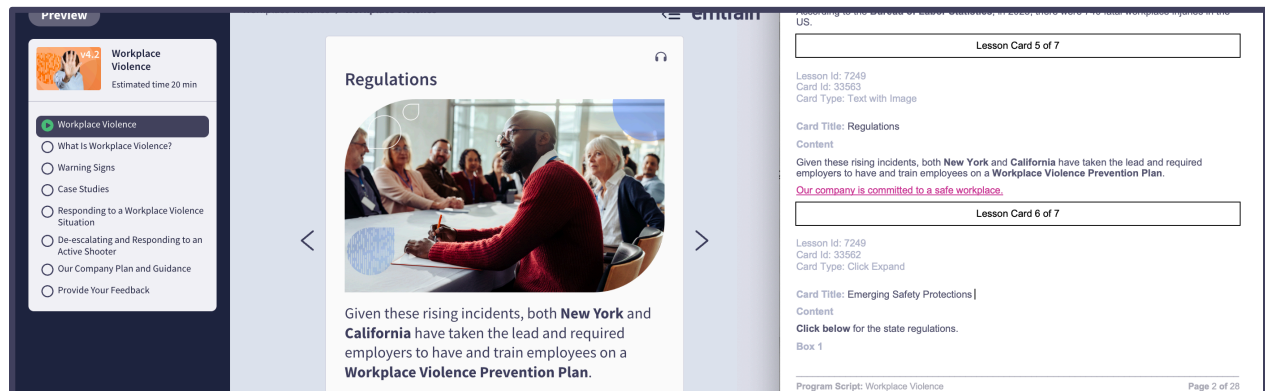 Preview
v4.2
Workplace
Violence
Estimated time 20 min
Workplace Violence
What Is Workplace Violence?
Warning Signs
Case Studies
Responding to a Workplace Violence
Situation
De-escalating and Responding to an
Active Shooter
Our Company Plan and Guidance
Provide Your Feedback
emtrain
Regulations
Given these rising incidents, both New York and
California have taken the lead and required
employers to have and train employees on a
Workplace Violence Prevention Plan.
US.
Lesson Card 5 of 7
Lesson Id: 7249
Card Id: 33563
Card Type: Text with Image
Card Title: Regulations
Content
Given these rising incidents, both New York and California have taken the lead and required
employers to have and train employees on a Workplace Violence Prevention Plan.
Our company is committed to a safe workplace.
Lesson Card 6 of 7
Lesson Id: 7249
Card Id: 33562
Card Type: Click Expand
Card Title: Emerging Safety Protections
Content
Click below for the state regulations.
Box 1
Program Script: Workplace Violence
Page 2 of 28